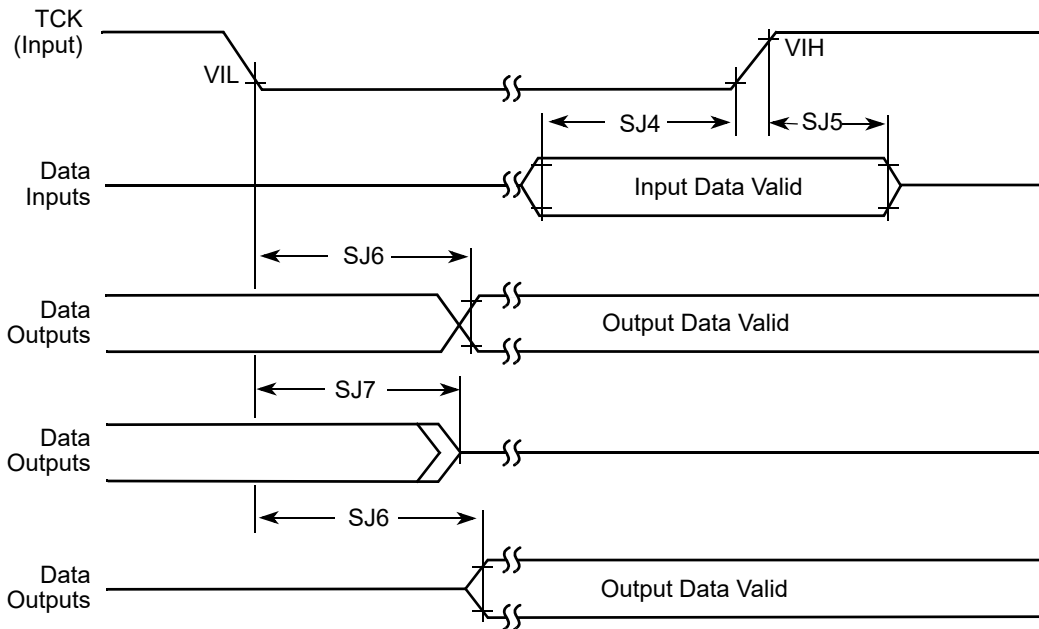 TCK
(Input)
VIL
VIH
SJ4
SJ5
Data
Inputs
Input Data Valid
SJ6
Data
Outputs
Output Data Valid
SJ7
Data
Outputs
SJ6
Data
Outputs
Output Data Valid